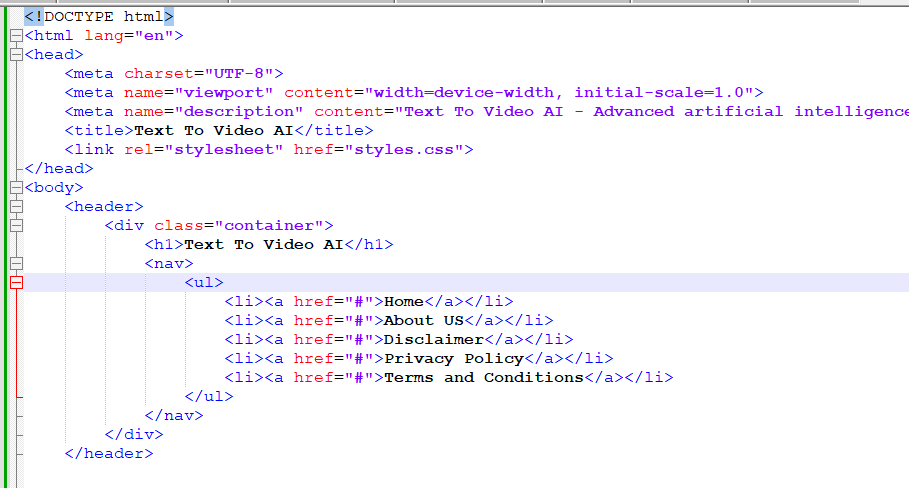 <!DOCTYPE html>
<html lang="en">
<head>
    <meta charset="UTF-8">
    <meta name="viewport" content="width=device-width, initial-scale=1.0">
    <meta name="description" content="Text To Video AI - Advanced artificial intelligence
    <title>Text To Video AI</title>
    <link rel="stylesheet" href="styles.css">
</head>
<body>
    <header>
        <div class="container">
            <h1>Text To Video AI</h1>
            <nav>
                <ul>
                    <li><a href="#">Home</a></li>
                    <li><a href="#">About US</a></li>
                    <li><a href="#">Disclaimer</a></li>
                    <li><a href="#">Privacy Policy</a></li>
                    <li><a href="#">Terms and Conditions</a></li>
                </ul>
            </nav>
        </div>
    </header>